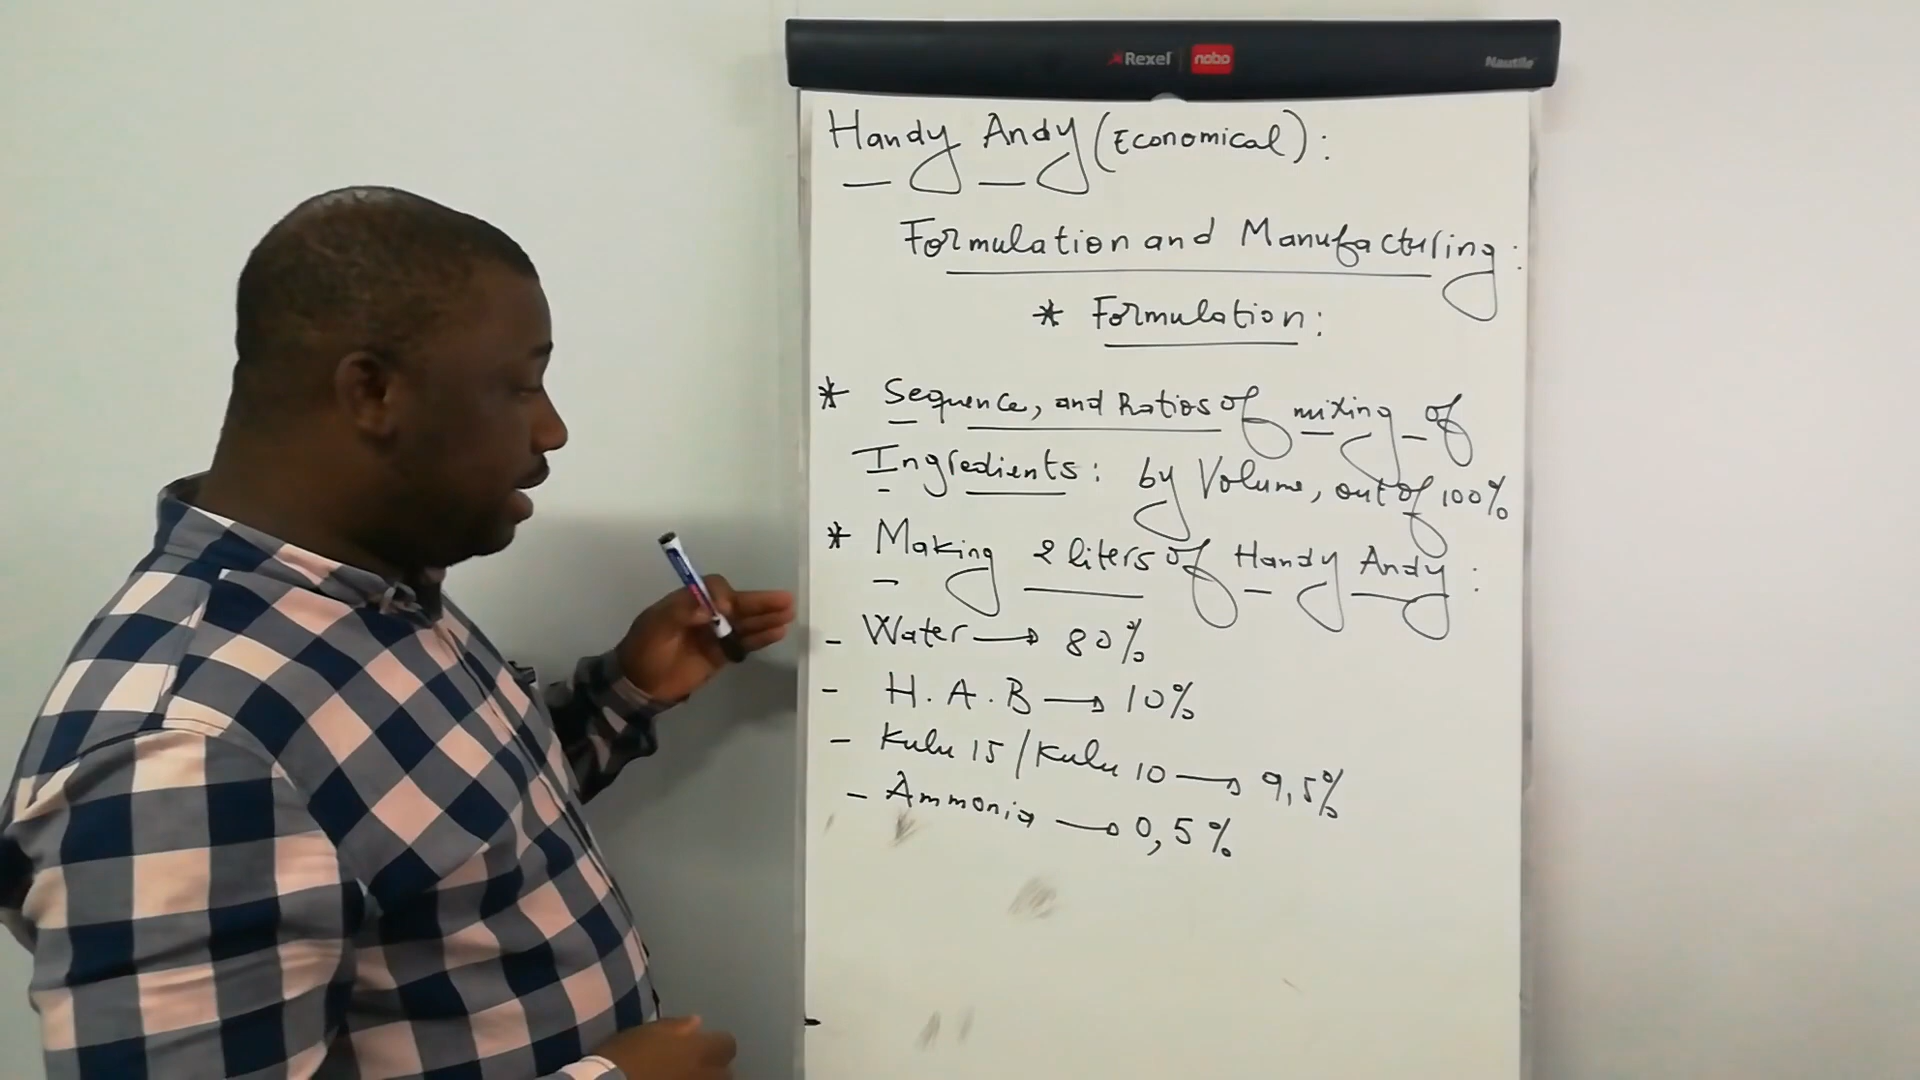 Rexel nobo Nautile
Handy Andy (Economical):
Formulation and Manufacturing:
* Formulation:
* Sequence, and Ratios of mixing of
Ingredients: by Volume, out of 100%
* Making 2 liters of Handy Andy:
- Water → 80%
- H.A.B → 10%
- Kulu 15 / Kulu 10 → 9,5%
- Ammonia → 0,5%